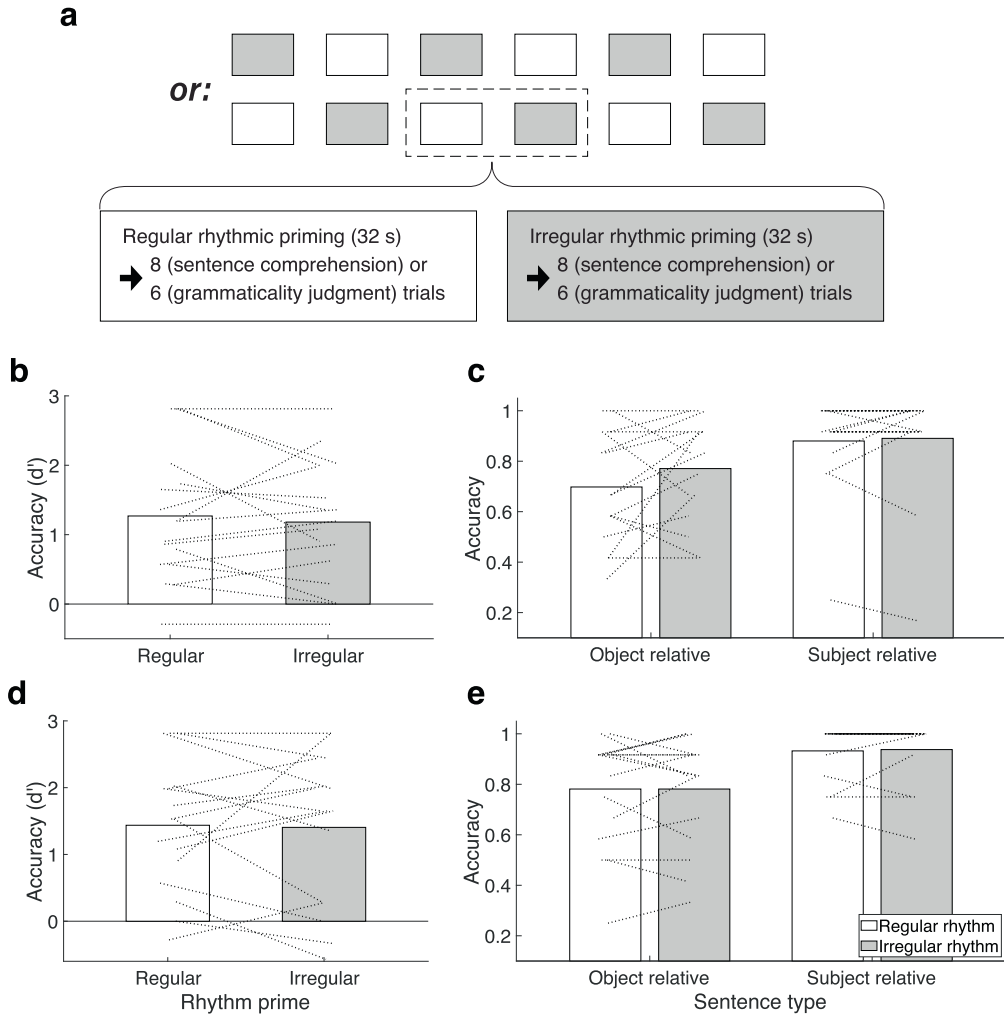 a
or:
Regular rhythmic priming (32 s)
8 (sentence comprehension) or
6 (grammaticality judgment) trials
Irregular rhythmic priming (32 s)
8 (sentence comprehension) or
6 (grammaticality judgment) trials
b
3
2
1
0
Accuracy (d')
Regular Irregular
c
1
0.8
0.6
0.4
0.2
Accuracy
Object relative Subject relative
d
3
2
1
0
Accuracy (d')
Regular Irregular
Rhythm prime
e
1
0.8
0.6
0.4
0.2
Accuracy
Regular rhythm
Irregular rhythm
Object relative Subject relative
Sentence type